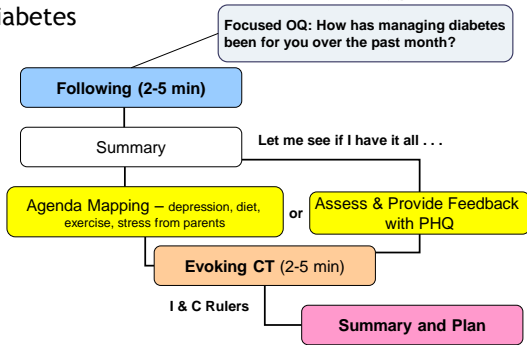 Focused OQ: How has managing diabetes
been for you over the past month?
Following (2-5 min)
Summary
Let me see if I have it all . . .
Agenda Mapping – depression, diet,
exercise, stress from parents
or
Assess & Provide Feedback
with PHQ
Evoking CT (2-5 min)
I & C Rulers
Summary and Plan